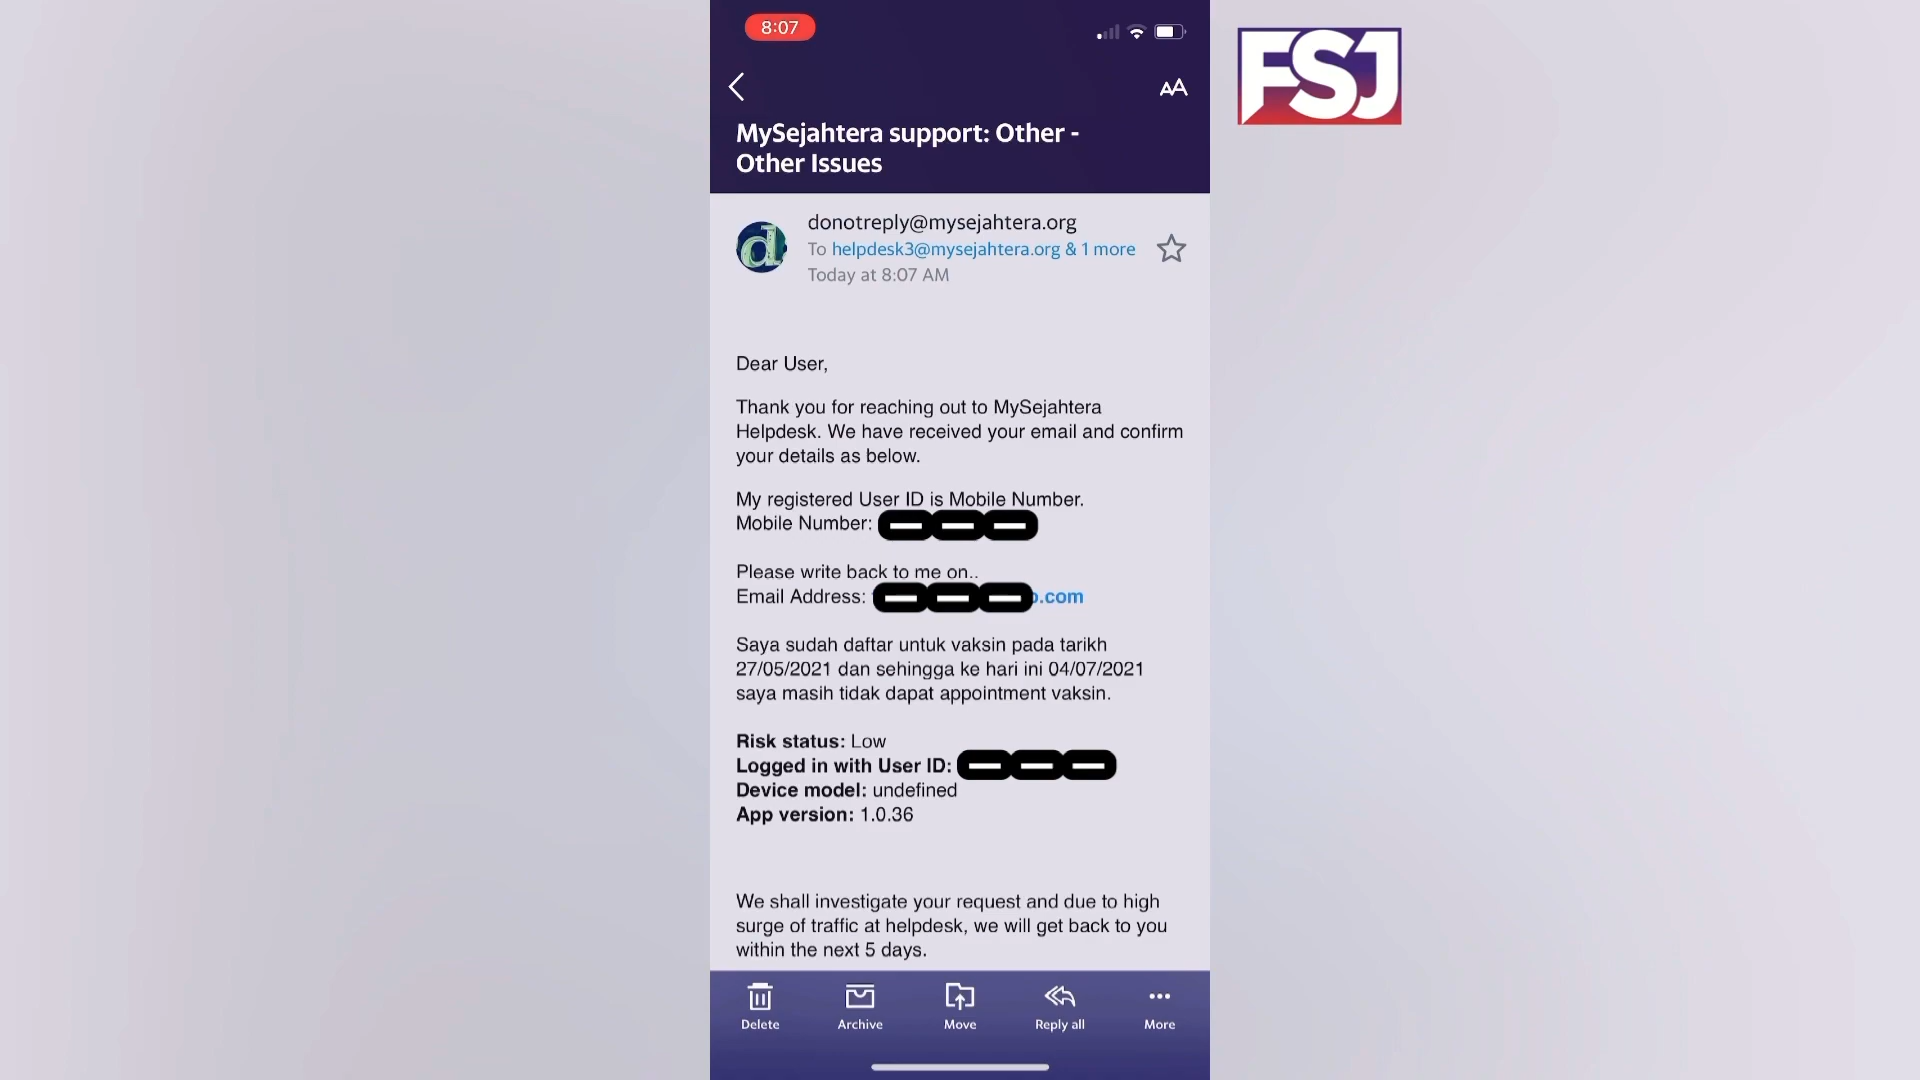 8:07
FSJ
AA
MySejahtera support: Other -
Other Issues
donotreply@mysejahtera.org
To helpdesk3@mysejahtera.org & 1 more
Today at 8:07 AM
d
Dear User,
Thank you for reaching out to MySejahtera
Helpdesk. We have received your email and confirm
your details as below.
My registered User ID is Mobile Number.
Mobile Number:
Please write back to me on..
Email Address: .com
Saya sudah daftar untuk vaksin pada tarikh
27/05/2021 dan sehingga ke hari ini 04/07/2021
saya masih tidak dapat appointment vaksin.
Risk status: Low
Logged in with User ID:
Device model: undefined
App version: 1.0.36
We shall investigate your request and due to high
surge of traffic at helpdesk, we will get back to you
within the next 5 days.
Delete Archive Move Reply all More